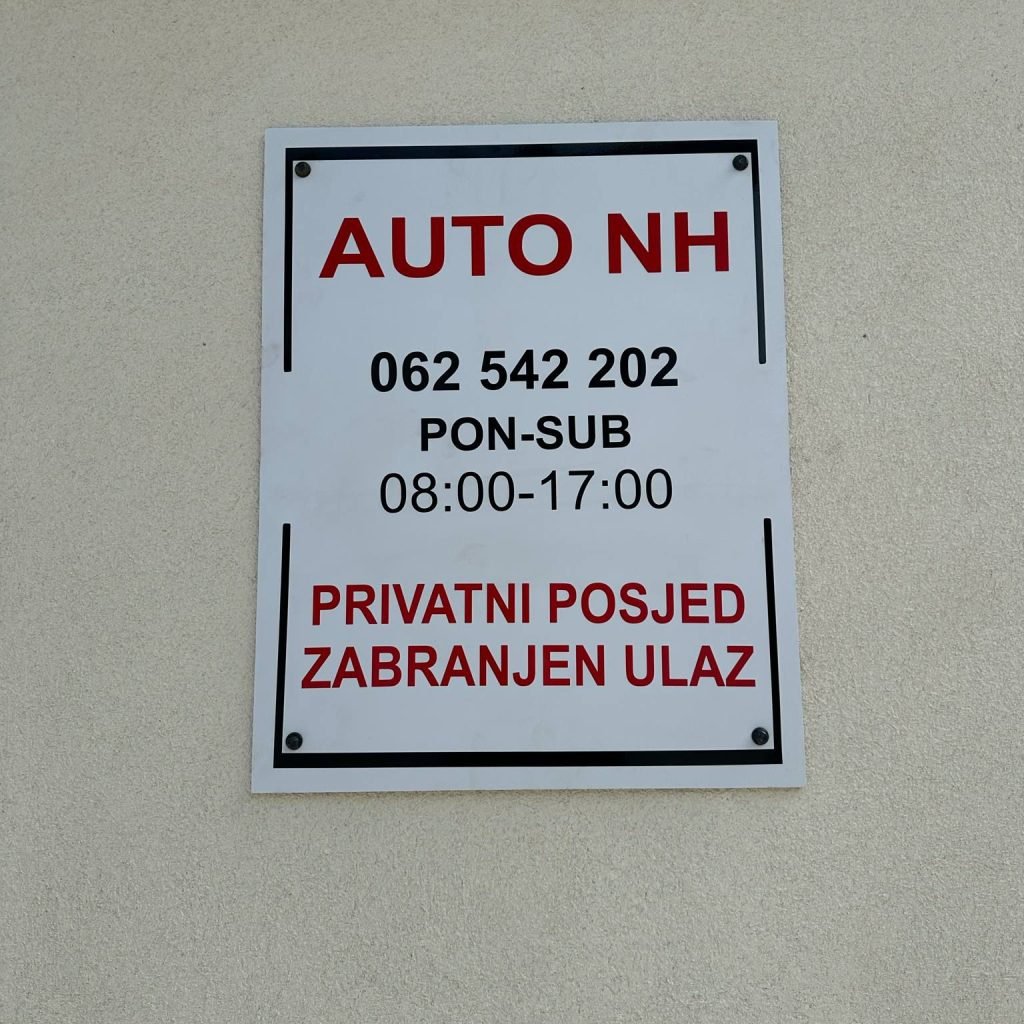 AUTO NH
062 542 202
PON-SUB
08:00-17:00
PRIVATNI POSJED
ZABRANJEN ULAZ